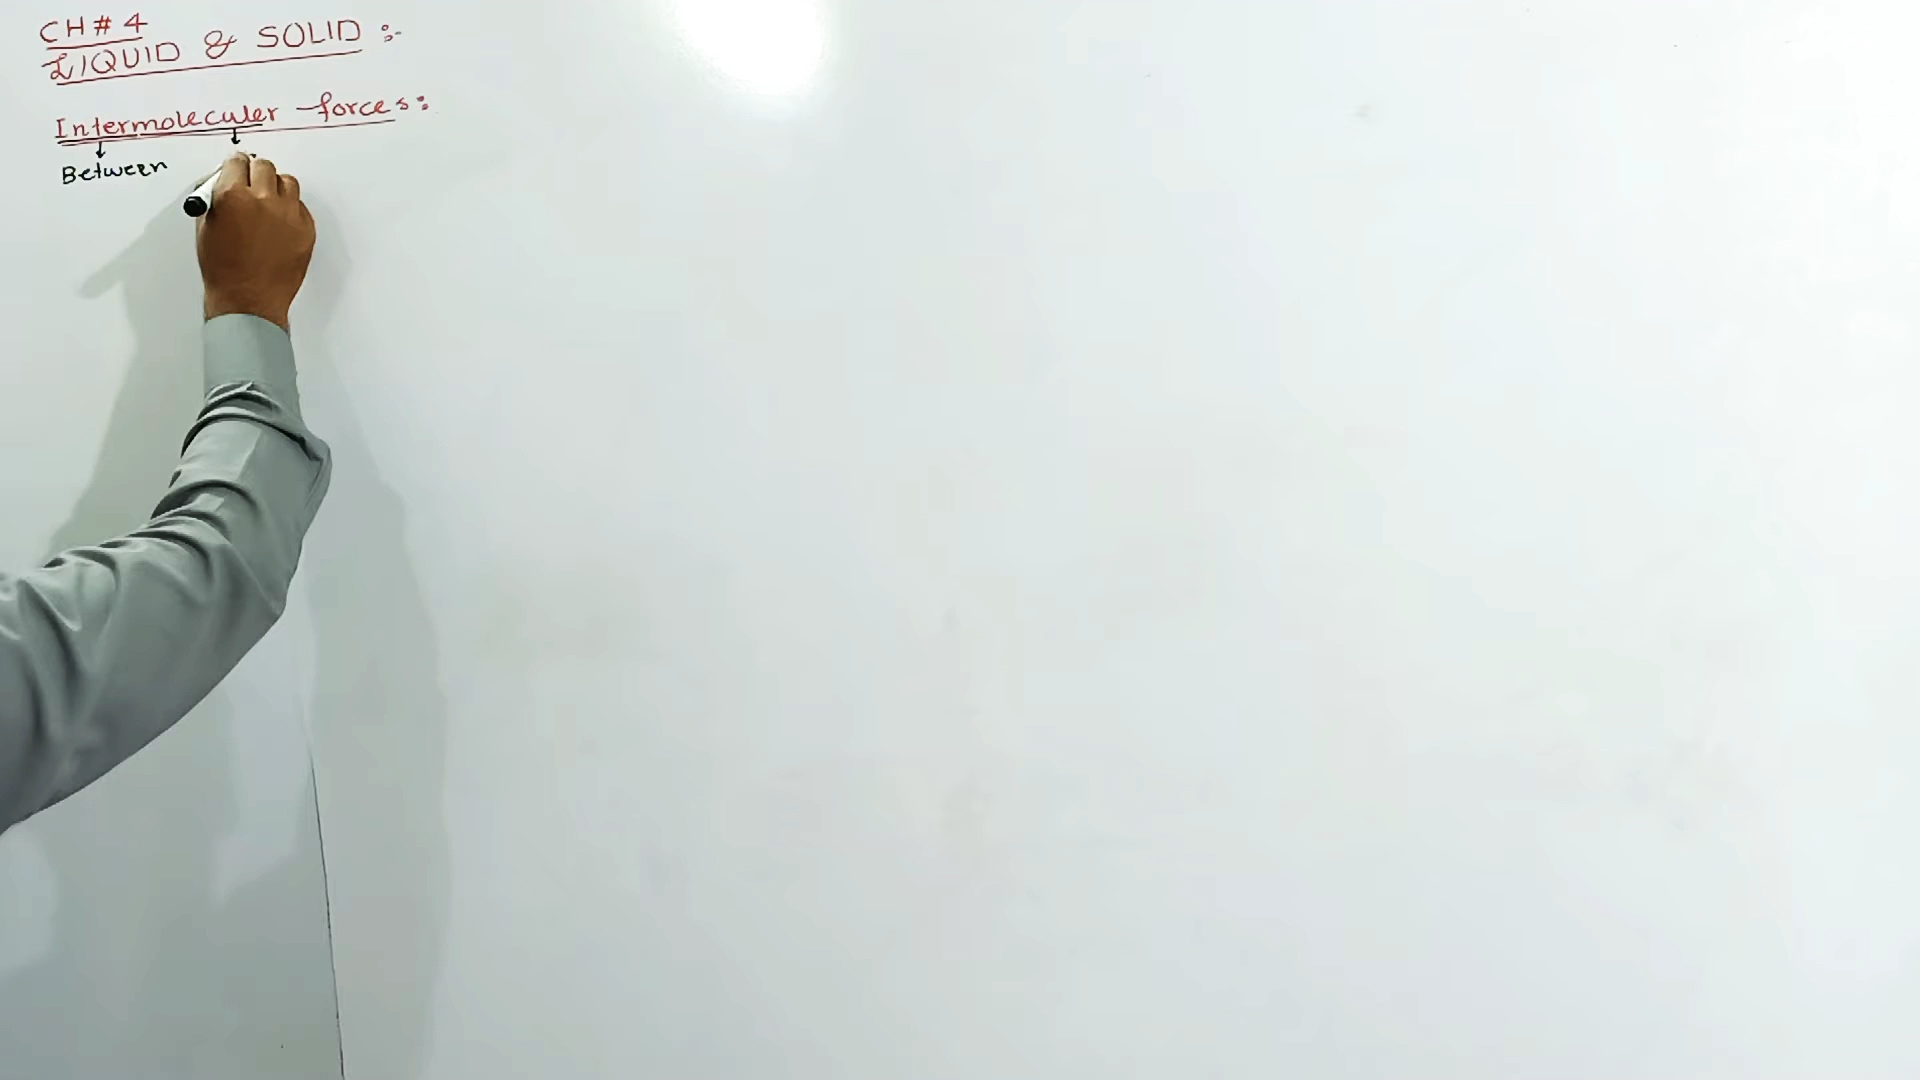 CH # 4
LIQUID & SOLID :-
Intermoleculer forces:
Between